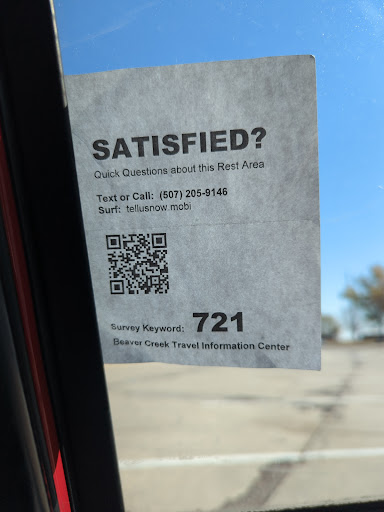 SATISFIED?
Quick Questions about this Rest Area
Text or Call: (507) 205-9146
Surf: tellusnow.mobi
Survey Keyword: 721
Beaver Creek Travel Information Center